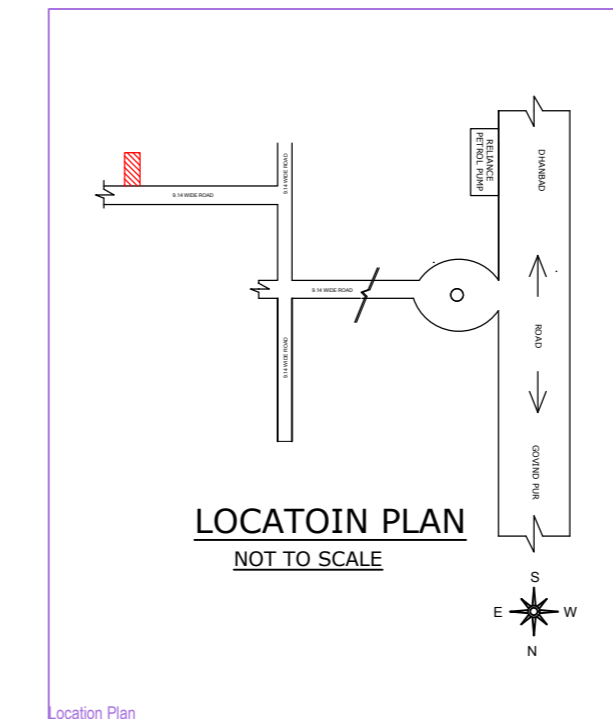 RELIANCE
PETROL PUMP
DHANBAD
9.14 WIDE ROAD
9.14 WIDE ROAD
9.14 WIDE ROAD
ROAD
9.14 WIDE ROAD
GOVIND PUR
LOCATOIN PLAN
NOT TO SCALE
S
E W
N
Location Plan